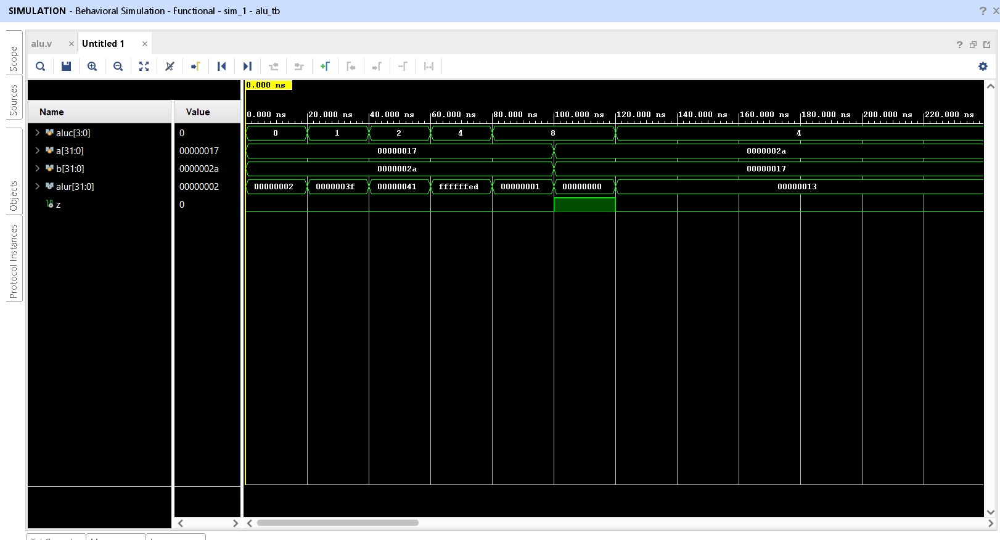 SIMULATION - Behavioral Simulation - Functional - sim_1 - alu_tb
alu.v
Untitled 1
Scope
Sources
Objects
Protocol Instances
0.000 ns
Name Value
0.000 ns 20.000 ns 40.000 ns 60.000 ns 80.000 ns 100.000 ns 120.000 ns 140.000 ns 160.000 ns 180.000 ns 200.000 ns 220.000 ns
aluc[3:0] 0 0 1 2 4 8 4
a[31:0] 00000017 00000017 0000002a
b[31:0] 0000002a 0000002a 00000017
alur[31:0] 00000002 00000002 0000003f 00000041 ffffffed 00000001 00000000 00000013
z 0